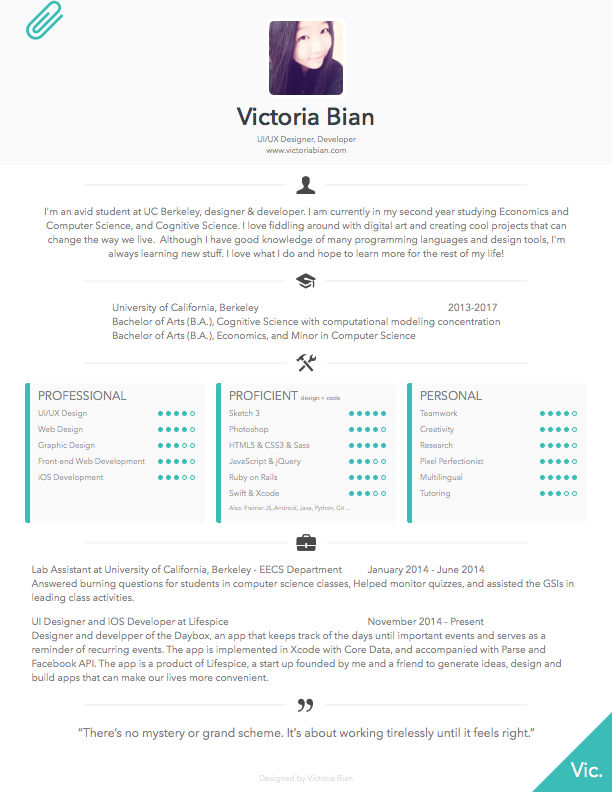 Victoria Bian
UI/UX Designer, Developer
www.victoriabian.com
I'm an avid student at UC Berkeley, designer & developer. I am currently in my second year studying Economics and
Computer Science, and Cognitive Science. I love fiddling around with digital art and creating cool projects that can
change the way we live.  Although I have good knowledge of many programming languages and design tools, I'm
always learning new stuff. I love what I do and hope to learn more for the rest of my life!
University of California, Berkeley 2013-2017
Bachelor of Arts (B.A.), Cognitive Science with computational modeling concentration
Bachelor of Arts (B.A.), Economics, and Minor in Computer Science
PROFESSIONAL
UI/UX Design
Web Design
Graphic Design
Front-end Web Development
iOS Development
PROFICIENT design + code
Sketch 3
Photoshop
HTML5 & CSS3 & Sass
JavaScript & jQuery
Ruby on Rails
Swift & Xcode
Also: Framer JS, Android, Java, Python, Git ...
PERSONAL
Teamwork
Creativity
Research
Pixel Perfectionist
Multilingual
Tutoring
Lab Assistant at University of California, Berkeley - EECS Department January 2014 - June 2014
Answered burning questions for students in computer science classes, Helped monitor quizzes, and assisted the GSIs in
leading class activities.
UI Designer and iOS Developer at Lifespice November 2014 - Present
Designer and develpper of the Daybox, an app that keeps track of the days until important events and serves as a
reminder of recurring events. The app is implemented in Xcode with Core Data, and accompanied with Parse and
Facebook API. The app is a product of Lifespice, a start up founded by me and a friend to generate ideas, design and
build apps that can make our lives more convenient.
“There's no mystery or grand scheme. It's about working tirelessly until it feels right.”
Vic.
Designed by Victoria Bian